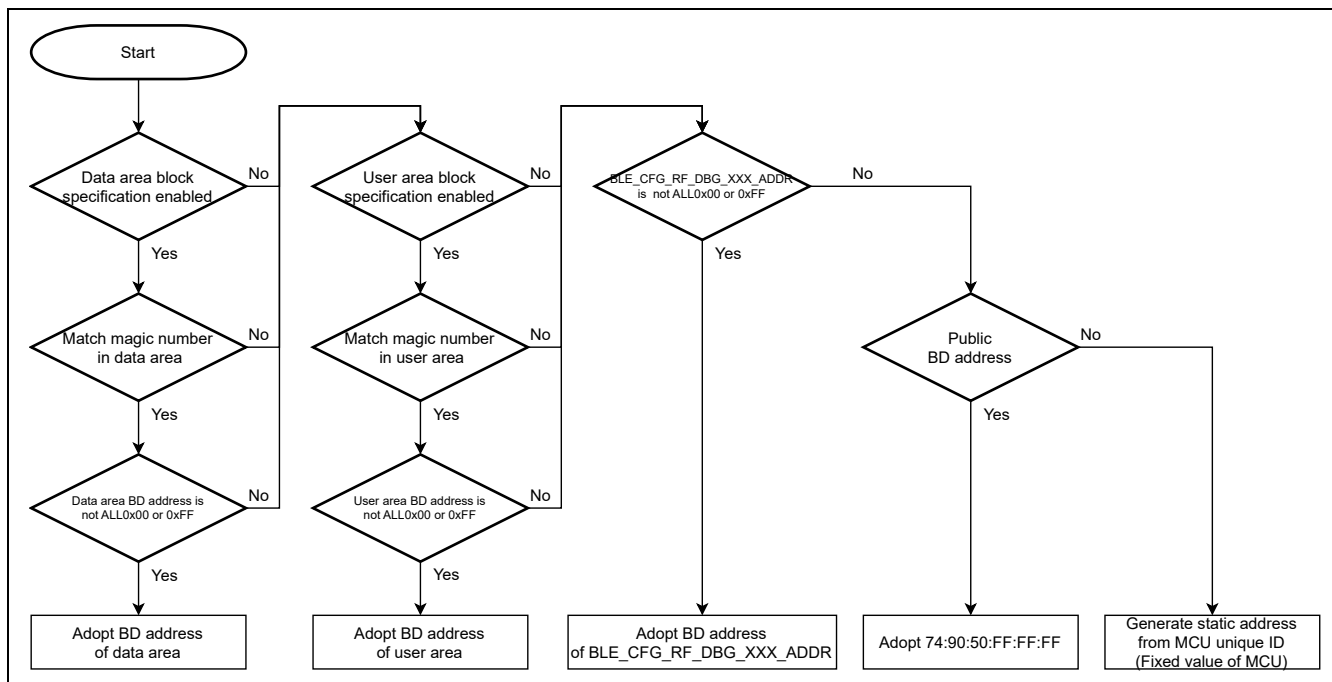 Start
Data area block
specification enabled
No
Yes
Match magic number
in data area
No
Yes
Data area BD address is
not ALL0x00 or 0xFF
No
Yes
Adopt BD address
of data area
User area block
specification enabled
No
Yes
Match magic number
in user area
No
Yes
User area BD address is
not ALL0x00 or 0xFF
No
Yes
Adopt BD address
of user area
BLE_CFG_RF_DBG_XXX_ADDR
is not ALL0x00 or 0xFF
No
Yes
Adopt BD address
of BLE_CFG_RF_DBG_XXX_ADDR
Public
BD address
No
Yes
Adopt 74:90:50:FF:FF:FF
Generate static address
from MCU unique ID
(Fixed value of MCU)